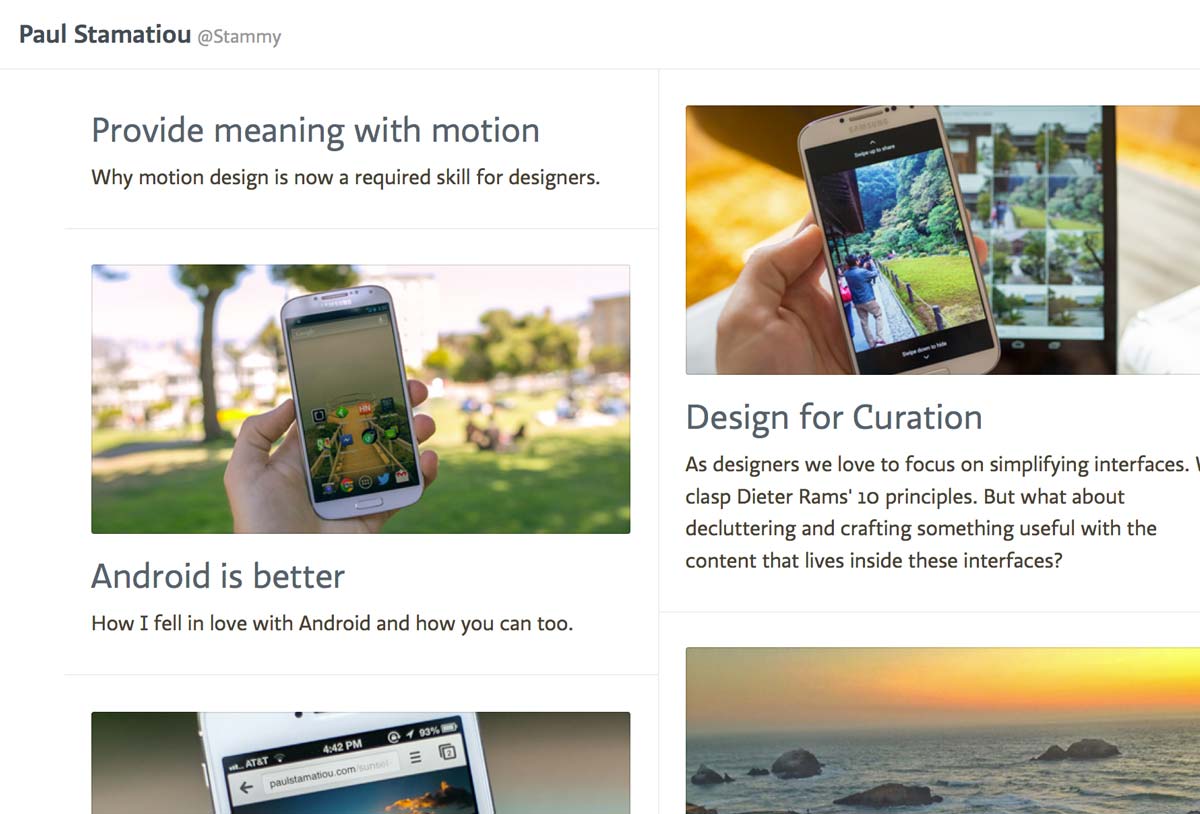 Paul Stamatiou @Stammy
Provide meaning with motion
Why motion design is now a required skill for designers.
SAMSUNG
Google
HN
Android is better
How I fell in love with Android and how you can too.
AT&T 4:42 PM 93%
paulstamatiou.com/sunset
2
SAMSUNG
Swipe up to share
Swipe down to hide
Design for Curation
As designers we love to focus on simplifying interfaces.
clasp Dieter Rams' 10 principles. But what about
decluttering and crafting something useful with the
content that lives inside these interfaces?